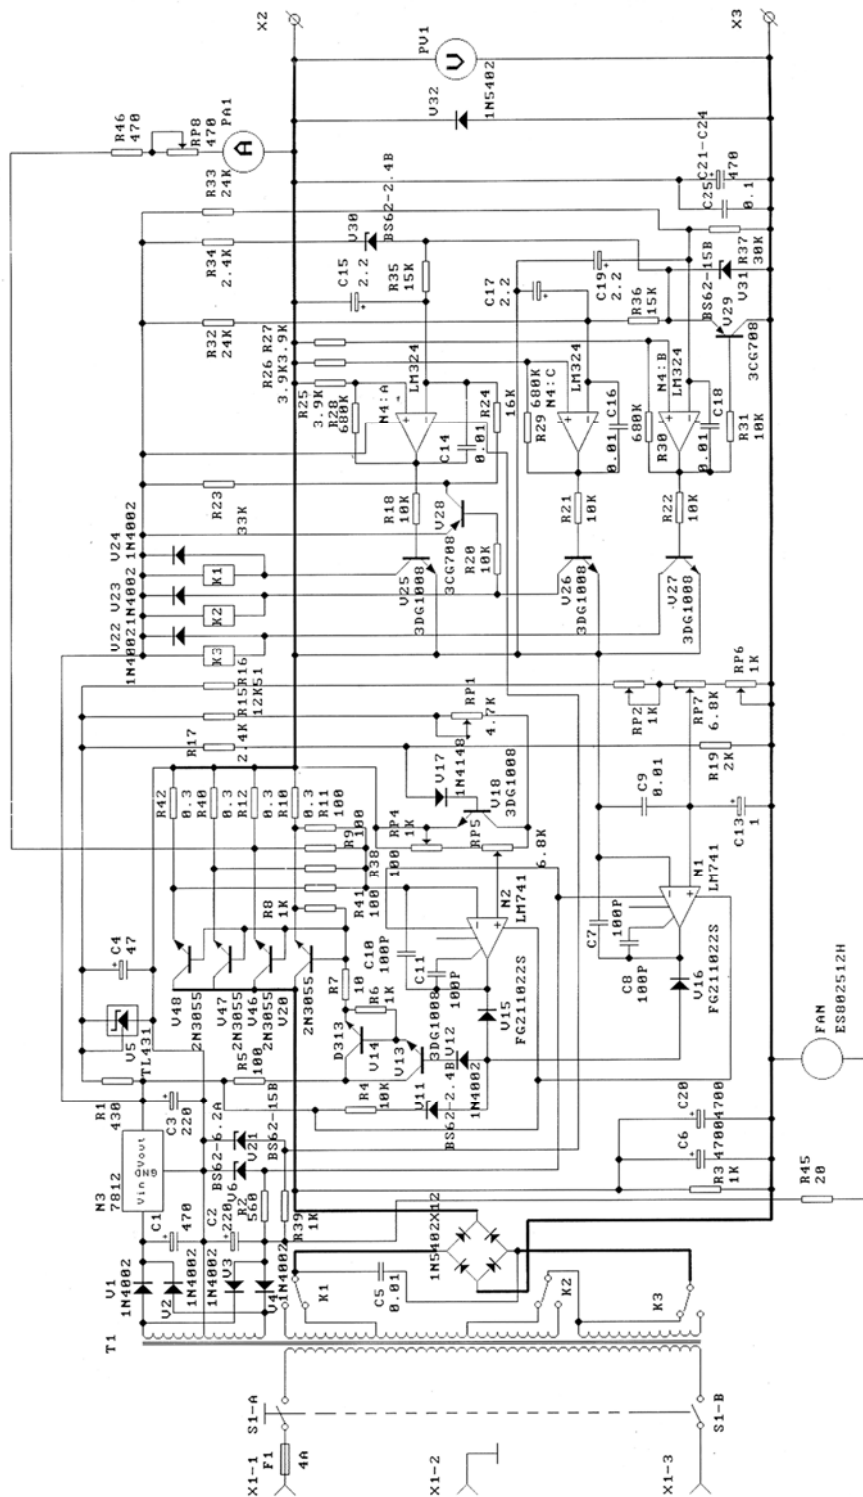 X2
X3
PV1
V
R46
470
RP8
470
PA1
A
V32
1N5402
R33
24K
R34
2.4K
V30
BS62-2.4B
C21-C24
470
C25
0.1
C15
2.2
R35
15K
C17
2.2
C19
2.2
R36
15K
BS62-15B
V31
R37
30K
V29
3CG708
R32
24K
R27
3.9K
R26
3.9K
R25
3.9K
R28
680K
N4:A
LM324
+
-
R24
16K
C14
0.01
R29
680K
N4:C
LM324
+
-
C16
0.01
680K
R30
N4:B
LM324
+
-
C18
0.01
R31
10K
R23
33K
R18
10K
V28
3CG708
R20
10K
R21
10K
R22
10K
V24
1N4002
V23
1N4002
V22
1N4002
K1
K2
K3
V25
3DG1008
V26
3DG1008
V27
3DG1008
R16
51
R15
12K
R17
2.4K
RP1
4.7K
RP2
1K
RP7
6.8K
RP6
1K
R19
2K
V17
1N4148
V18
3DG1008
C9
0.01
C13
1
R42
0.3
R40
0.3
R12
0.3
R10
0.3
R11
100
R9
100
R38
100
R41
100
R8
1K
RP4
1K
RP5
6.8K
N2
LM741
-
+
N1
LM741
-
+
C10
100P
C11
100P
C7
100P
C8
100P
C4
47
V5
TL431
V48
2N3055
V47
2N3055
V46
2N3055
V20
2N3055
R7
10
R6
1K
D313
V14
V13
3DG1008
V12
1N4002
V15
FG211022S
V16
FG211022S
FAN
ES802512H
R1
430
C3
220
R5
100
R4
10K
V11
BS62-2.4B
BS62-6.2A
V6
V21
BS62-15B
C20
4700
C6
4700
R3
1K
R45
20
N3
7812
Vin
GND
Vout
C1
470
C2
220
R2
560
R39
1K
V1
1N4002
V2
1N4002
V3
1N4002
V4
1N4002
1N5402X12
C5
0.01
K1
K2
K3
T1
S1-A
S1-B
X1-1
F1
4A
X1-2
X1-3